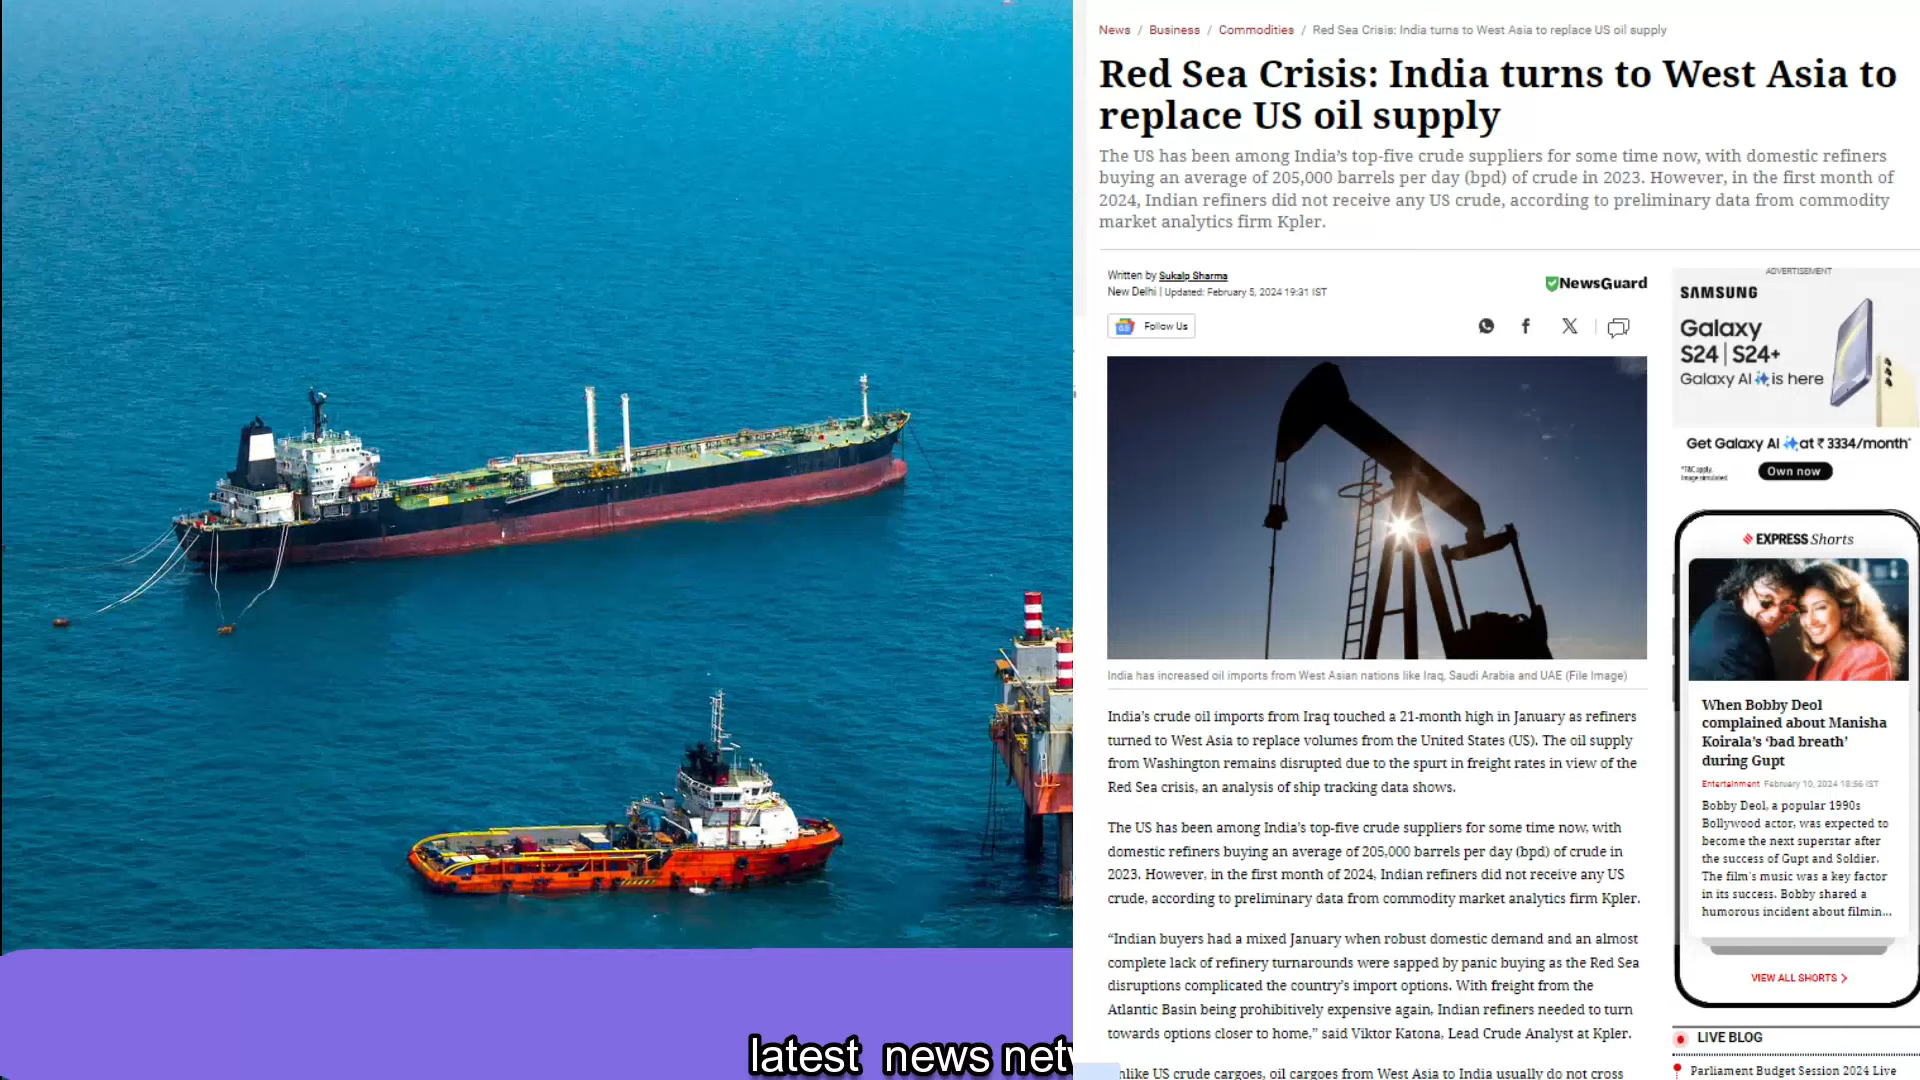 News / Business / Commodities / Red Sea Crisis: India turns to West Asia to replace US oil supply
Red Sea Crisis: India turns to West Asia to
replace US oil supply
The US has been among India's top-five crude suppliers for some time now, with domestic refiners
buying an average of 205,000 barrels per day (bpd) of crude in 2023. However, in the first month of
2024, Indian refiners did not receive any US crude, according to preliminary data from commodity
market analytics firm Kpler.
Written by Sukalp Sharma
New Delhi | Updated: February 5, 2024 19:31 IST
NewsGuard
Follow Us
India has increased oil imports from West Asian nations like Iraq, Saudi Arabia and UAE (File Image)
India's crude oil imports from Iraq touched a 21-month high in January as refiners
turned to West Asia to replace volumes from the United States (US). The oil supply
from Washington remains disrupted due to the spurt in freight rates in view of the
Red Sea crisis, an analysis of ship tracking data shows.
The US has been among India's top-five crude suppliers for some time now, with
domestic refiners buying an average of 205,000 barrels per day (bpd) of crude in
2023. However, in the first month of 2024, Indian refiners did not receive any US
crude, according to preliminary data from commodity market analytics firm Kpler.
“Indian buyers had a mixed January when robust domestic demand and an almost
complete lack of refinery turnarounds were sapped by panic buying as the Red Sea
disruptions complicated the country's import options. With freight from the
Atlantic Basin being prohibitively expensive again, Indian refiners needed to turn
towards options closer to home,” said Viktor Katona, Lead Crude Analyst at Kpler.
US crude cargoes, oil cargoes from West Asia to India usually do not cross
ADVERTISEMENT
SAMSUNG
Galaxy
S24 | S24+
Galaxy AI is here
Get Galaxy AI at ₹ 3334/month*
*T&C apply.
Image simulated.
Own now
EXPRESS Shorts
When Bobby Deol
complained about Manisha
Koirala's ‘bad breath’
during Gupt
Entertainment February 10, 2024 18:56 IST
Bobby Deol, a popular 1990s
Bollywood actor, was expected to
become the next superstar after
the success of Gupt and Soldier.
The film's music was a key factor
in its success. Bobby shared a
humorous incident about filmin...
VIEW ALL SHORTS
LIVE BLOG
Parliament Budget Session 2024 Live
latest news